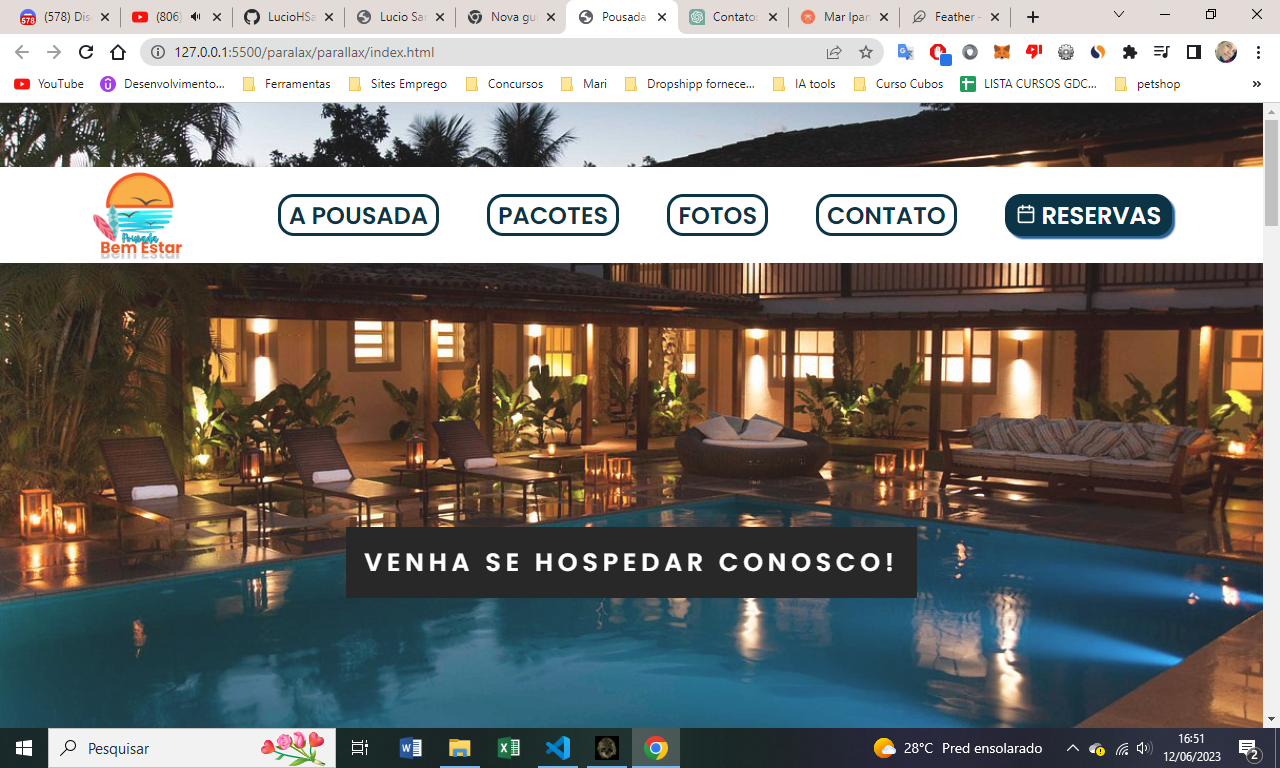 (578) Dis
(806)
LucioHSa
Lucio Sar
Nova gui
Pousada
Contatos
Mar Ipan
Feather -
578
127.0.0.1:5500/paralax/parallax/index.html
YouTube
Desenvolvimento...
Ferramentas
Sites Emprego
Concursos
Mari
Dropshipp fornece...
IA tools
Curso Cubos
LISTA CURSOS GDC...
petshop
»
Pousada
Bem Estar
A POUSADA
PACOTES
FOTOS
CONTATO
RESERVAS
VENHA SE HOSPEDAR CONOSCO!
Pesquisar
28°C Pred ensolarado
16:51
12/06/2023
2